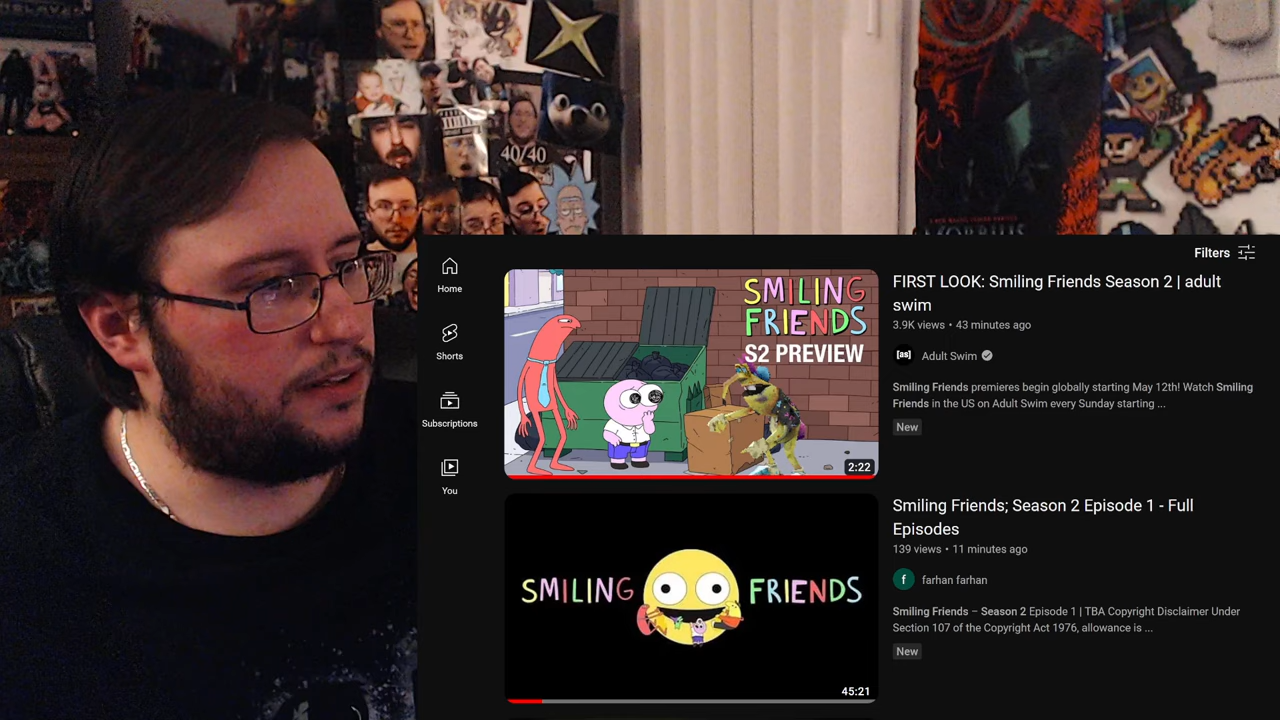 40/40
MORBIUS
Filters
Home
Shorts
Subscriptions
You
SMILING
FRIENDS
S2 PREVIEW
2:22
FIRST LOOK: Smiling Friends Season 2 | adult
swim
3.9K views • 43 minutes ago
[as] Adult Swim
Smiling Friends premieres begin globally starting May 12th! Watch Smiling
Friends in the US on Adult Swim every Sunday starting ...
New
SMILING FRIENDS
45:21
Smiling Friends; Season 2 Episode 1 - Full
Episodes
139 views • 11 minutes ago
f farhan farhan
Smiling Friends – Season 2 Episode 1 | TBA Copyright Disclaimer Under
Section 107 of the Copyright Act 1976, allowance is ...
New